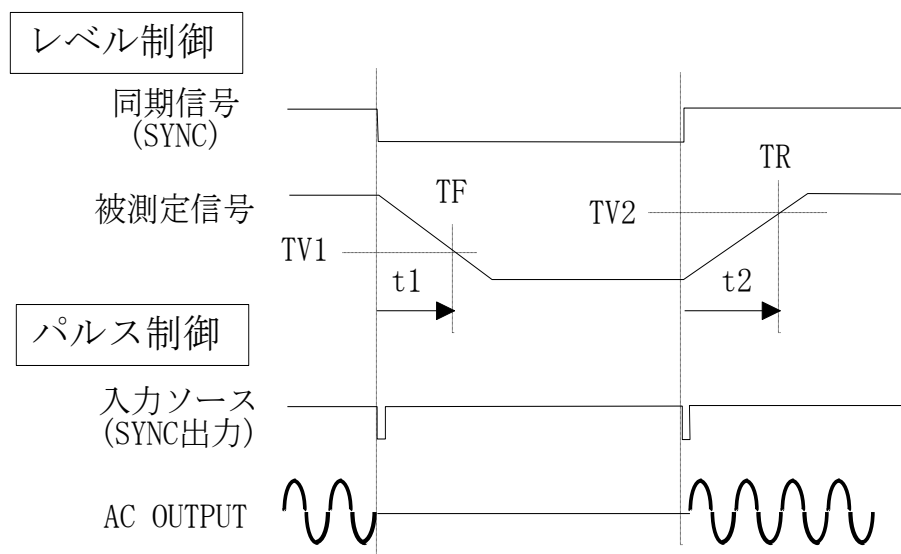 レベル制御
同期信号
(SYNC)
TR
TF
被測定信号
TV2
TV1
t1
t2
パルス制御
入力ソース
(SYNC出力)
AC OUTPUT